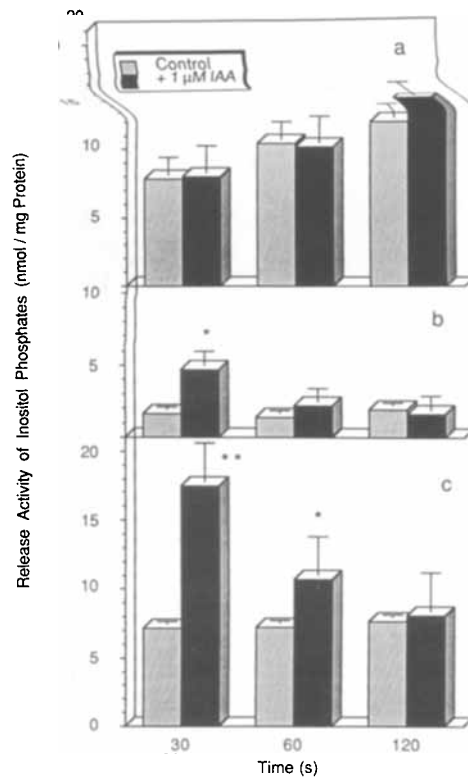 20
a
Control
+ 1 µM IAA
10
5
10
b
*
5
20
* *
c
15
*
10
5
0
30
60
120
Time (s)
Release Activity of Inositol Phosphates (nmol / mg Protein)